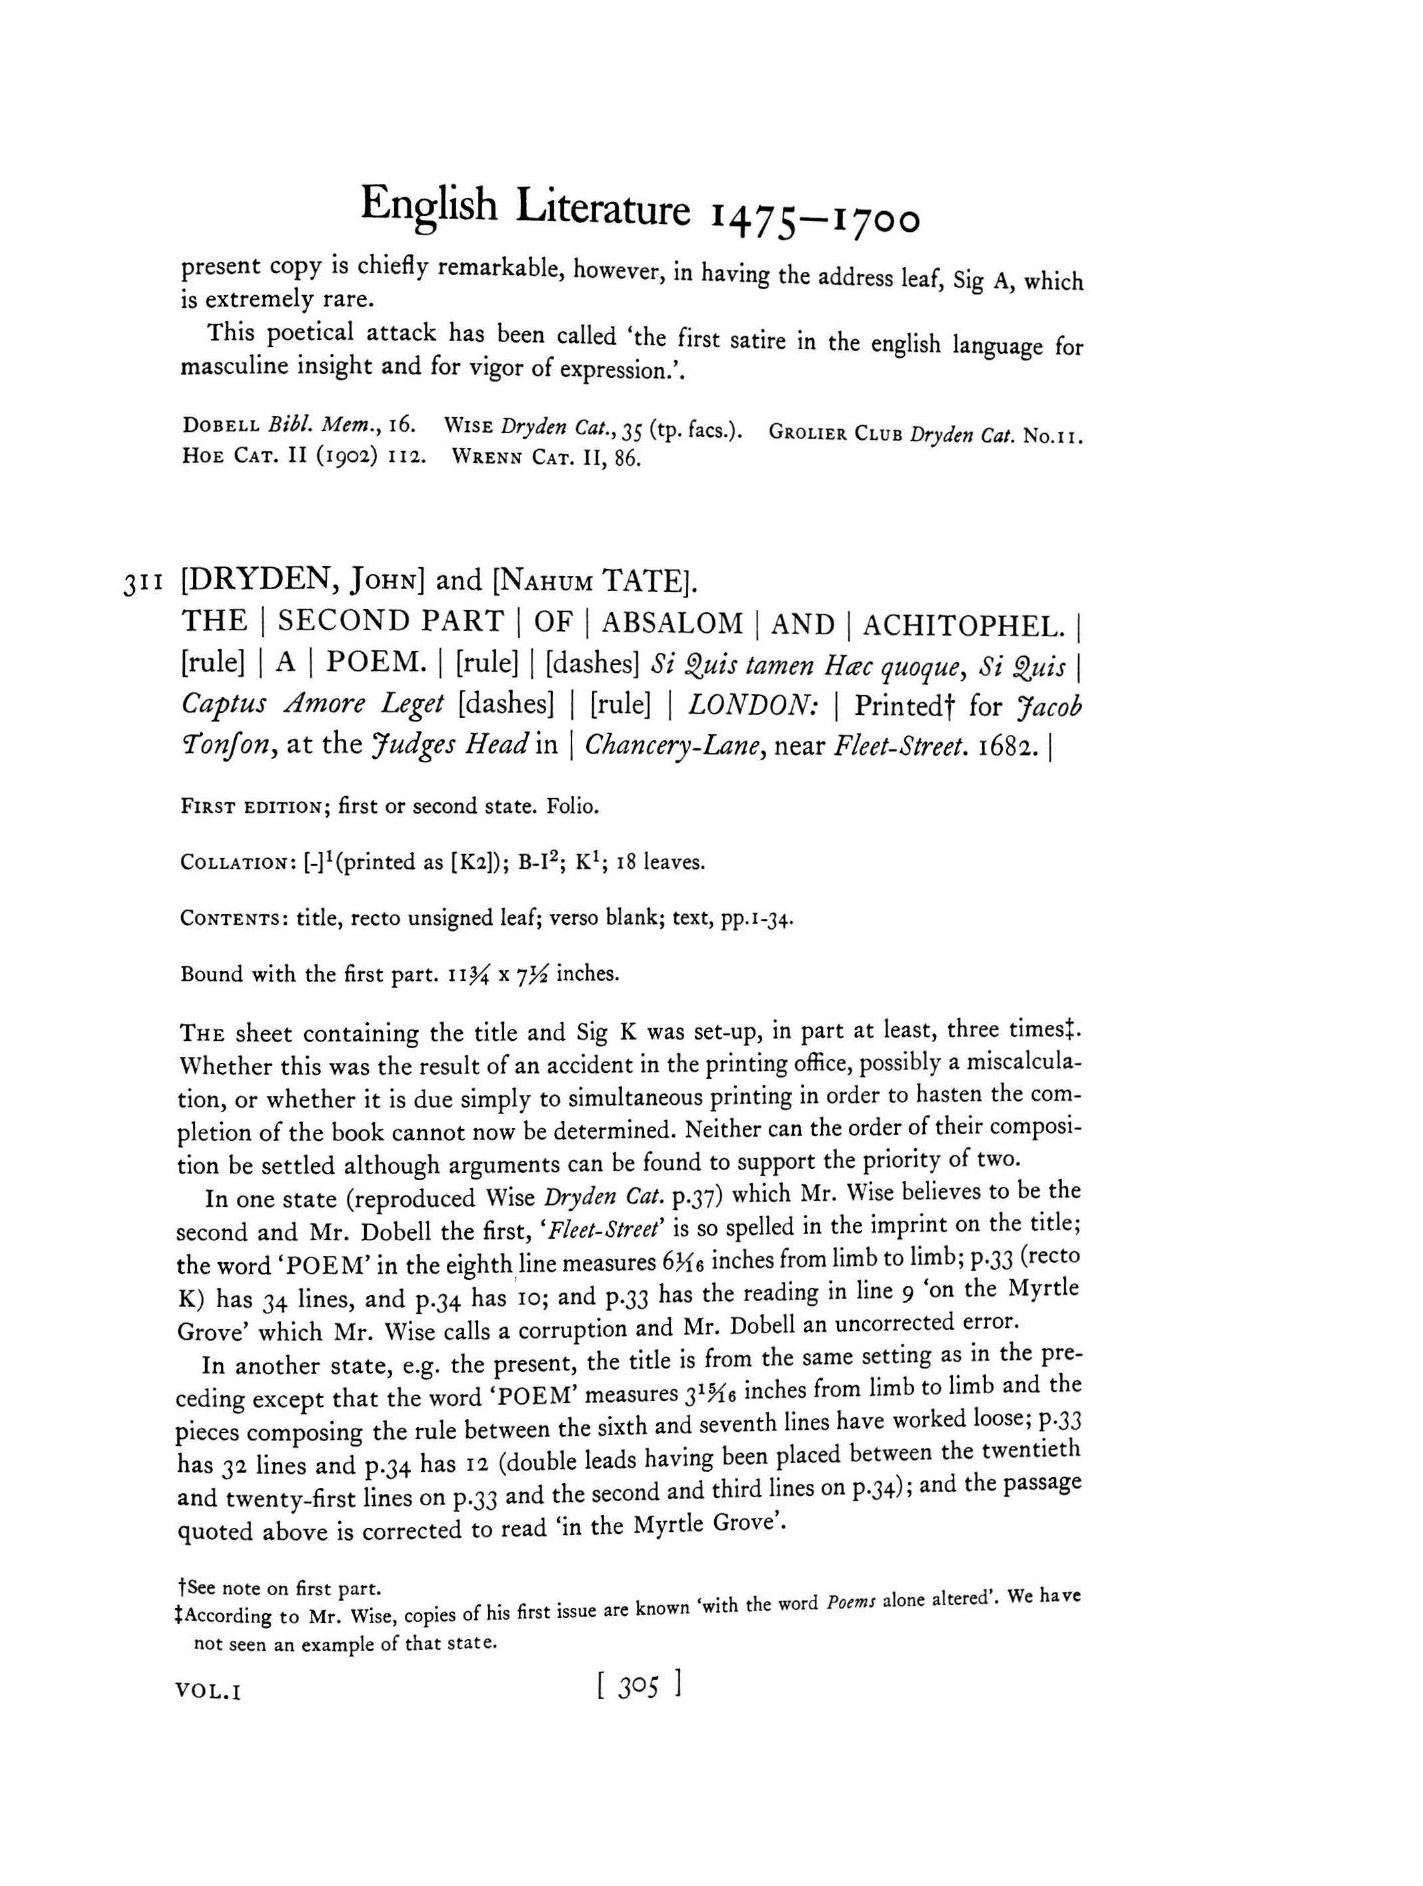 English Literature 1475–1700
present copy is chiefly remarkable, however, in having the address leaf, Sig A, which
is extremely rare.
This poetical attack has been called ‘the first satire in the english language for
masculine insight and for vigor of expression.’.
Dobell Bibl. Mem., 16. Wise Dryden Cat., 35 (tp. facs.). Grolier Club Dryden Cat. No.11.
Hoe Cat. II (1902) 112. Wrenn Cat. II, 86.
311 [DRYDEN, John] and [Nahum TATE].
THE | SECOND PART | OF | ABSALOM | AND | ACHITOPHEL. |
[rule] | A | POEM. | [rule] | [dashes] Si Quis tamen Hæc quoque, Si Quis |
Captus Amore Leget [dashes] | [rule] | LONDON: | Printed† for Jacob
Tonſon, at the Judges Head in | Chancery-Lane, near Fleet-Street. 1682. |
First edition; first or second state. Folio.
Collation: [-]¹(printed as [K2]); B-I²; K¹; 18 leaves.
Contents: title, recto unsigned leaf; verso blank; text, pp.1-34.
Bound with the first part. 11¾ x 7½ inches.
The sheet containing the title and Sig K was set-up, in part at least, three times‡.
Whether this was the result of an accident in the printing office, possibly a miscalcula-
tion, or whether it is due simply to simultaneous printing in order to hasten the com-
pletion of the book cannot now be determined. Neither can the order of their composi-
tion be settled although arguments can be found to support the priority of two.
In one state (reproduced Wise Dryden Cat. p.37) which Mr. Wise believes to be the
second and Mr. Dobell the first, ‘Fleet-Street’ is so spelled in the imprint on the title;
the word ‘POEM’ in the eighth line measures 6 1/16 inches from limb to limb; p.33 (recto
K) has 34 lines, and p.34 has 10; and p.33 has the reading in line 9 ‘on the Myrtle
Grove’ which Mr. Wise calls a corruption and Mr. Dobell an uncorrected error.
In another state, e.g. the present, the title is from the same setting as in the pre-
ceding except that the word ‘POEM’ measures 3 15/16 inches from limb to limb and the
pieces composing the rule between the sixth and seventh lines have worked loose; p.33
has 32 lines and p.34 has 12 (double leads having been placed between the twentieth
and twenty-first lines on p.33 and the second and third lines on p.34); and the passage
quoted above is corrected to read ‘in the Myrtle Grove’.
†See note on first part.
‡According to Mr. Wise, copies of his first issue are known ‘with the word Poems alone altered’. We have
not seen an example of that state.
VOL.I [ 305 ]